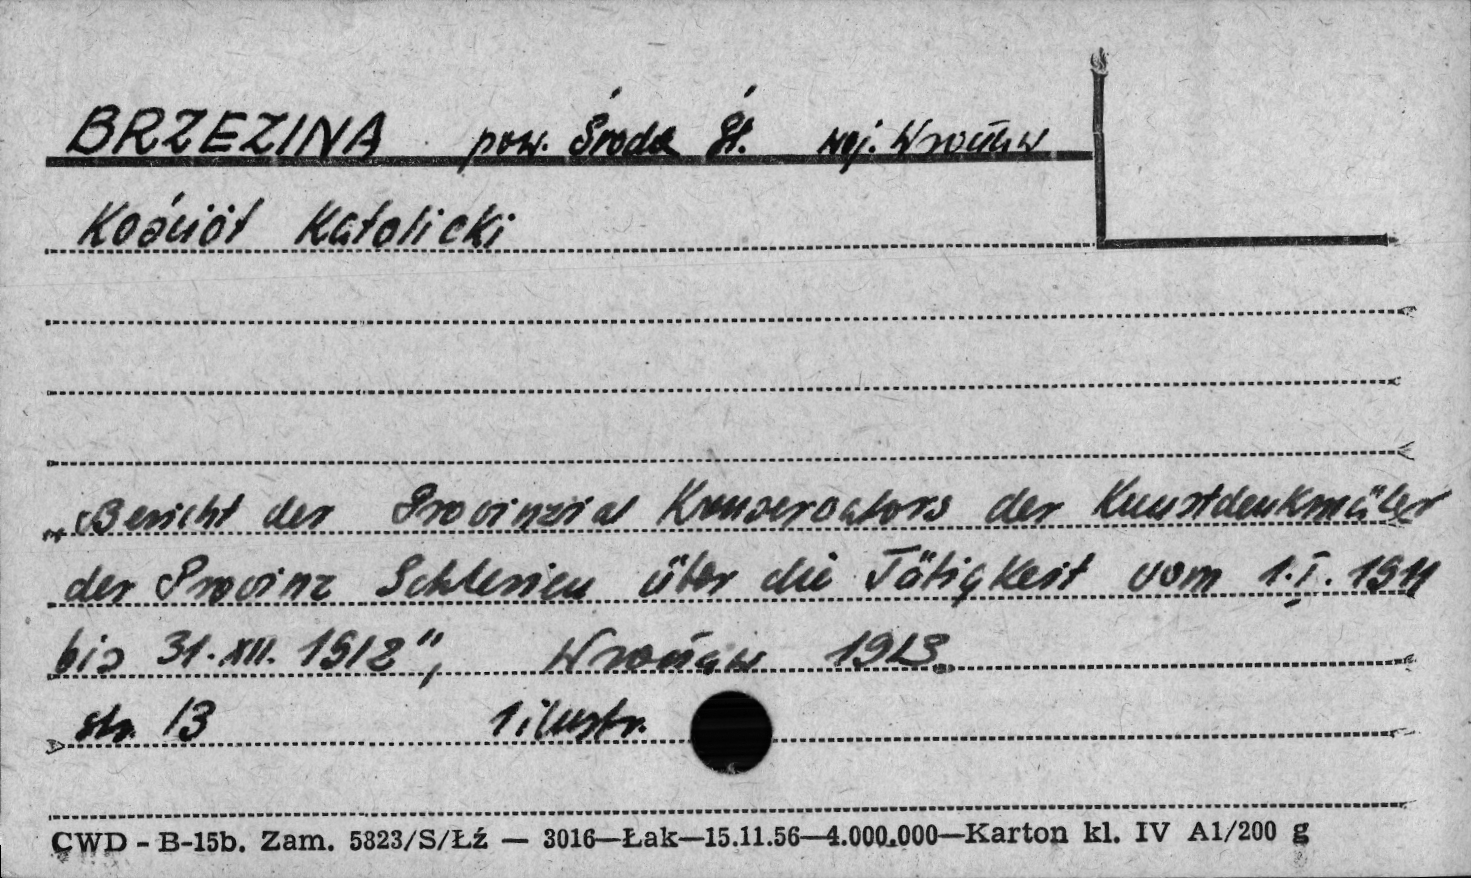 BRZEZINA pow. Środa Śl. woj. Wrocław
Kościół Katolicki
„Bericht der Provinzial Konservators der Kunstdenkmäler
der Provinz Schlesien über die Tätigkeit vom 1.I.1911
bis 31.XII.1912", Wrocław 1913
str. 13 1 ilustr.
CWD - B-15b. Zam. 5823/S/Łź — 3016—Łak—15.11.56—4.000.000—Karton kl. IV A1/200 g